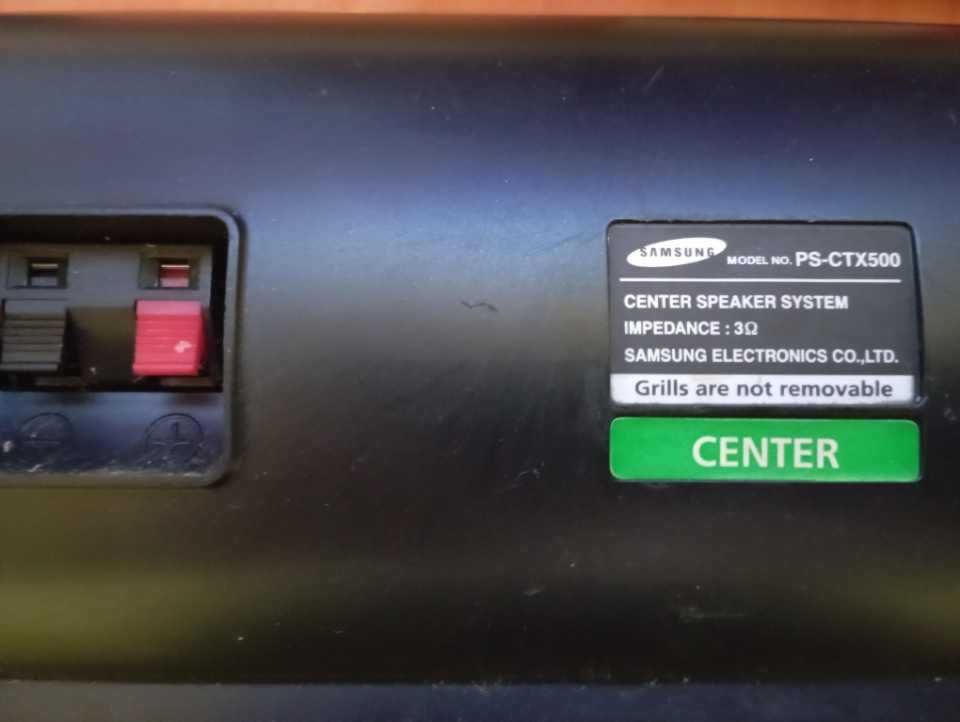 SAMSUNG MODEL NO. PS-CTX500
CENTER SPEAKER SYSTEM
IMPEDANCE : 3Ω
SAMSUNG ELECTRONICS CO.,LTD.
Grills are not removable
CENTER